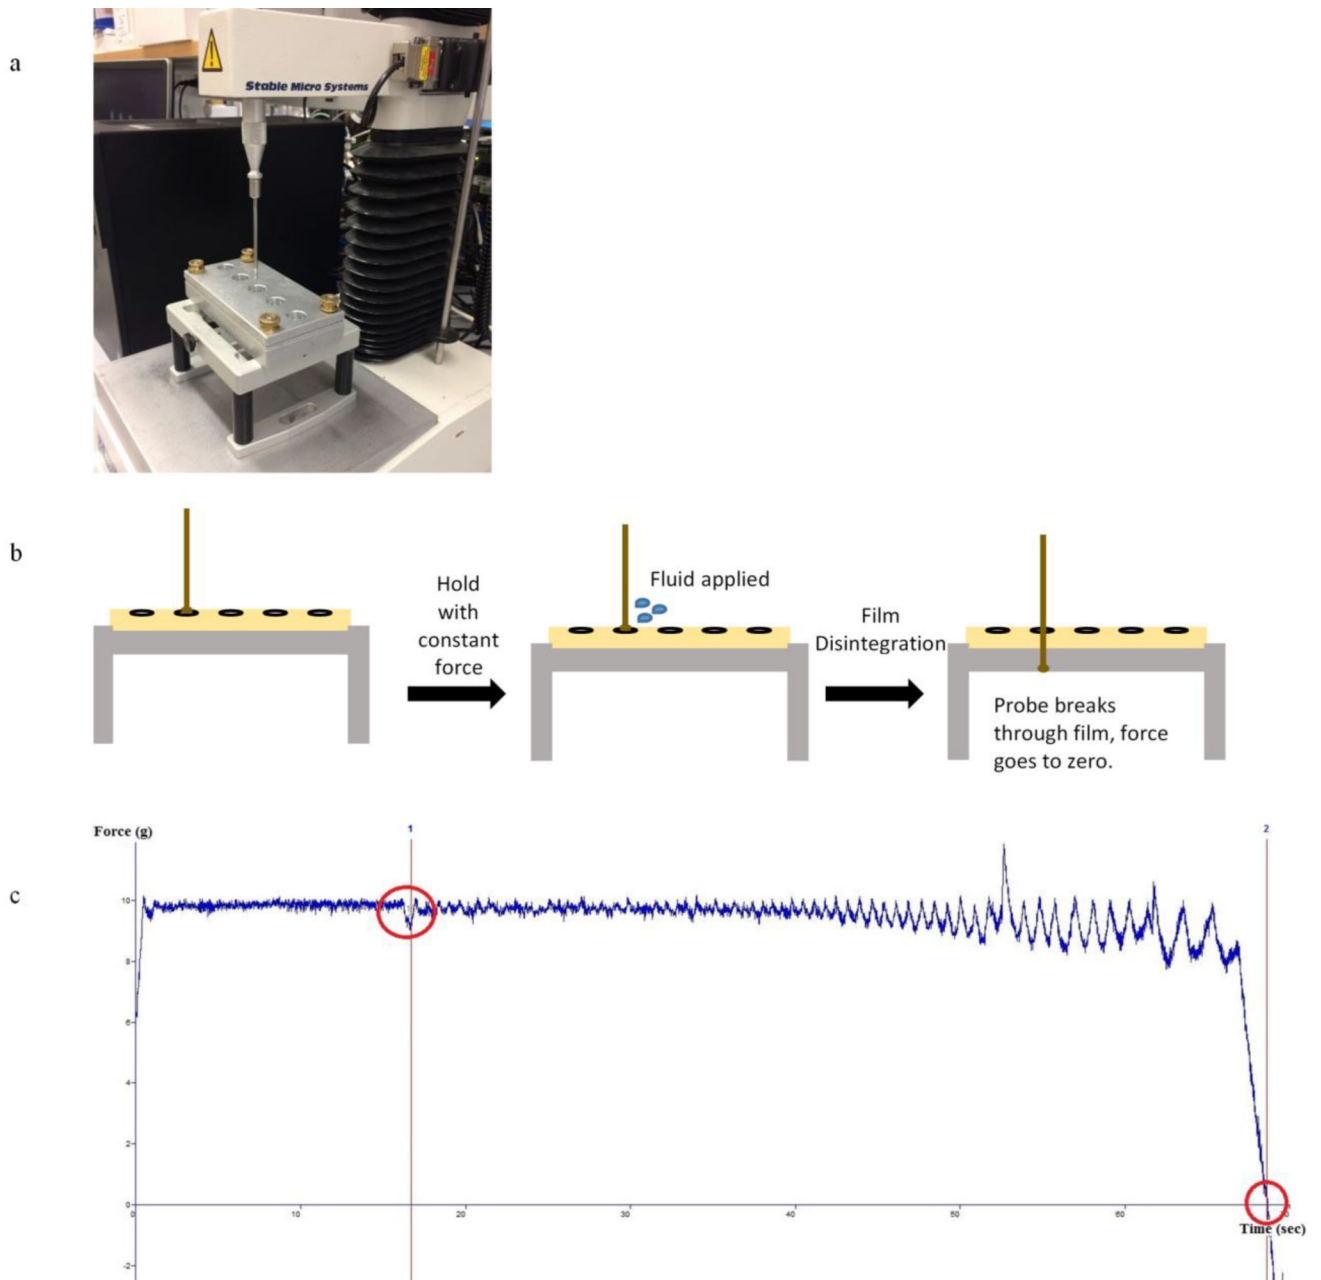 a
Stable Micro Systems
b
Hold
with
constant
force
Fluid applied
Film
Disintegration
Probe breaks
through film, force
goes to zero.
c
Force (g)
1
2
10
8
6
4
2
0
-2
0
10
20
30
40
50
60
Time (sec)